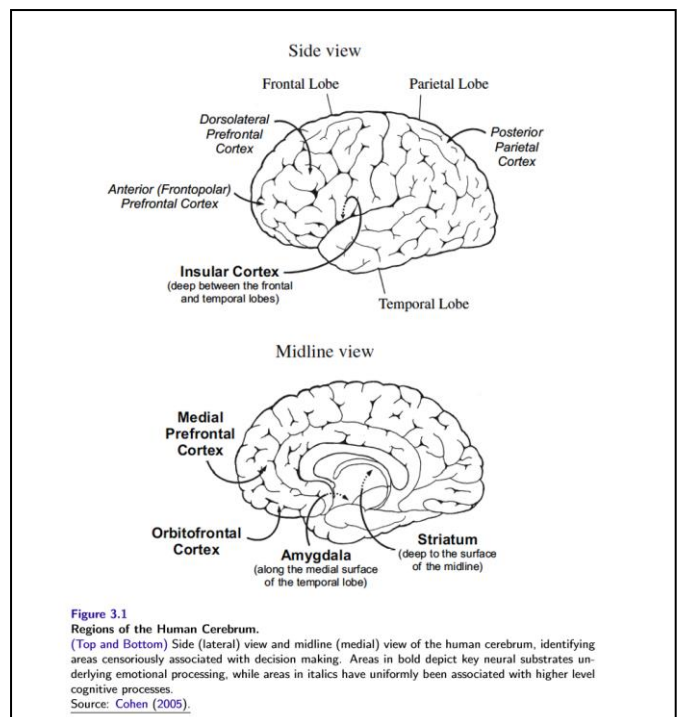 Side view
Frontal Lobe
Parietal Lobe
Dorsolateral
Prefrontal
Cortex
Posterior
Parietal
Cortex
Anterior (Frontopolar)
Prefrontal Cortex
Insular Cortex
(deep between the frontal
and temporal lobes)
Temporal Lobe
Midline view
Medial
Prefrontal
Cortex
Orbitofrontal
Cortex
Amygdala
(along the medial surface
of the temporal lobe)
Striatum
(deep to the surface
of the midline)
Figure 3.1
Regions of the Human Cerebrum.
(Top and Bottom) Side (lateral) view and midline (medial) view of the human cerebrum, identifying
areas censoriously associated with decision making. Areas in bold depict key neural substrates un-
derlying emotional processing, while areas in italics have uniformly been associated with higher level
cognitive processes.
Source: Cohen (2005).